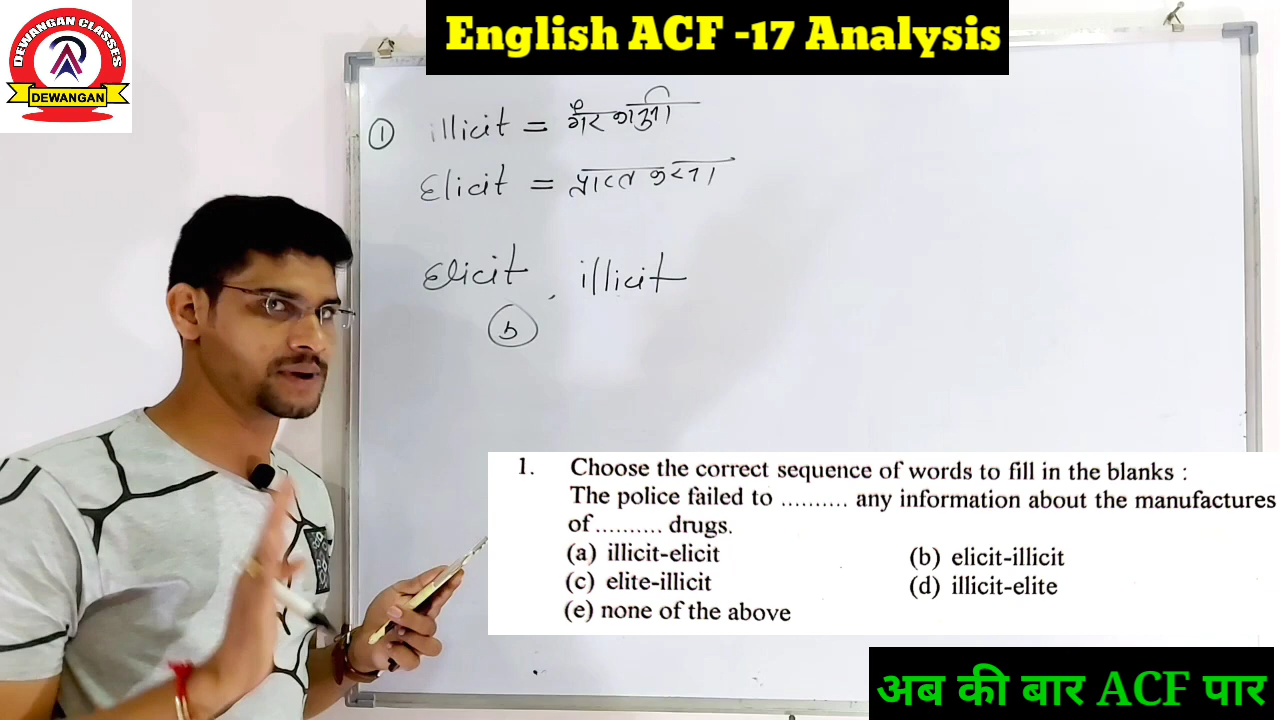 DEWANGAN CLASSES
DEWANGAN
English ACF -17 Analysis
① illicit = गैर कानुनी
Elicit = प्राप्त करना
Elicit , illicit
b
1. Choose the correct sequence of words to fill in the blanks :
The police failed to .......... any information about the manufactures
of .......... drugs.
(a) illicit-elicit (b) elicit-illicit
(c) elite-illicit (d) illicit-elite
(e) none of the above
अब की बार ACF पार